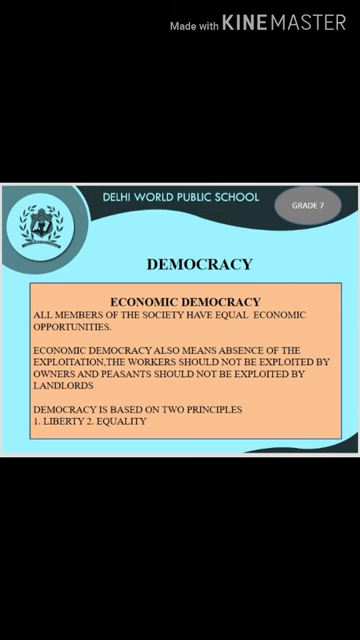 Made with KINEMASTER
DELHI WORLD PUBLIC SCHOOL
GRADE 7
DEMOCRACY
ECONOMIC DEMOCRACY
ALL MEMBERS OF THE SOCIETY HAVE EQUAL ECONOMIC
OPPORTUNITIES.
ECONOMIC DEMOCRACY ALSO MEANS ABSENCE OF THE
EXPLOITATION,THE WORKERS SHOULD NOT BE EXPLOITED BY
OWNERS AND PEASANTS SHOULD NOT BE EXPLOITED BY
LANDLORDS
DEMOCRACY IS BASED ON TWO PRINCIPLES
1. LIBERTY 2. EQUALITY